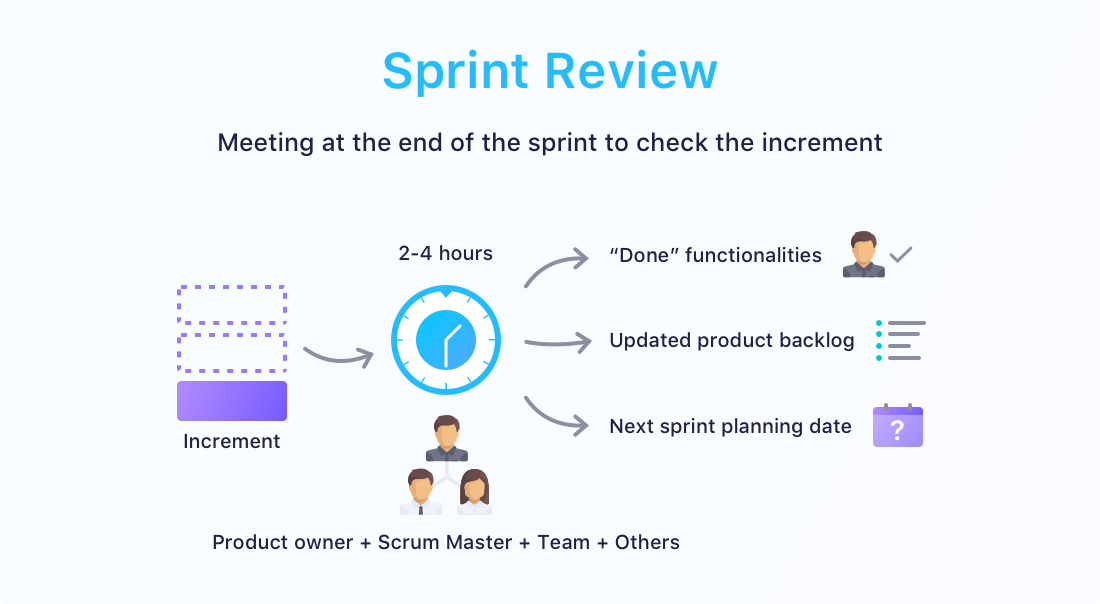 Sprint Review
Meeting at the end of the sprint to check the increment
2-4 hours
“Done” functionalities
Updated product backlog
Increment
Next sprint planning date
?
Product owner + Scrum Master + Team + Others